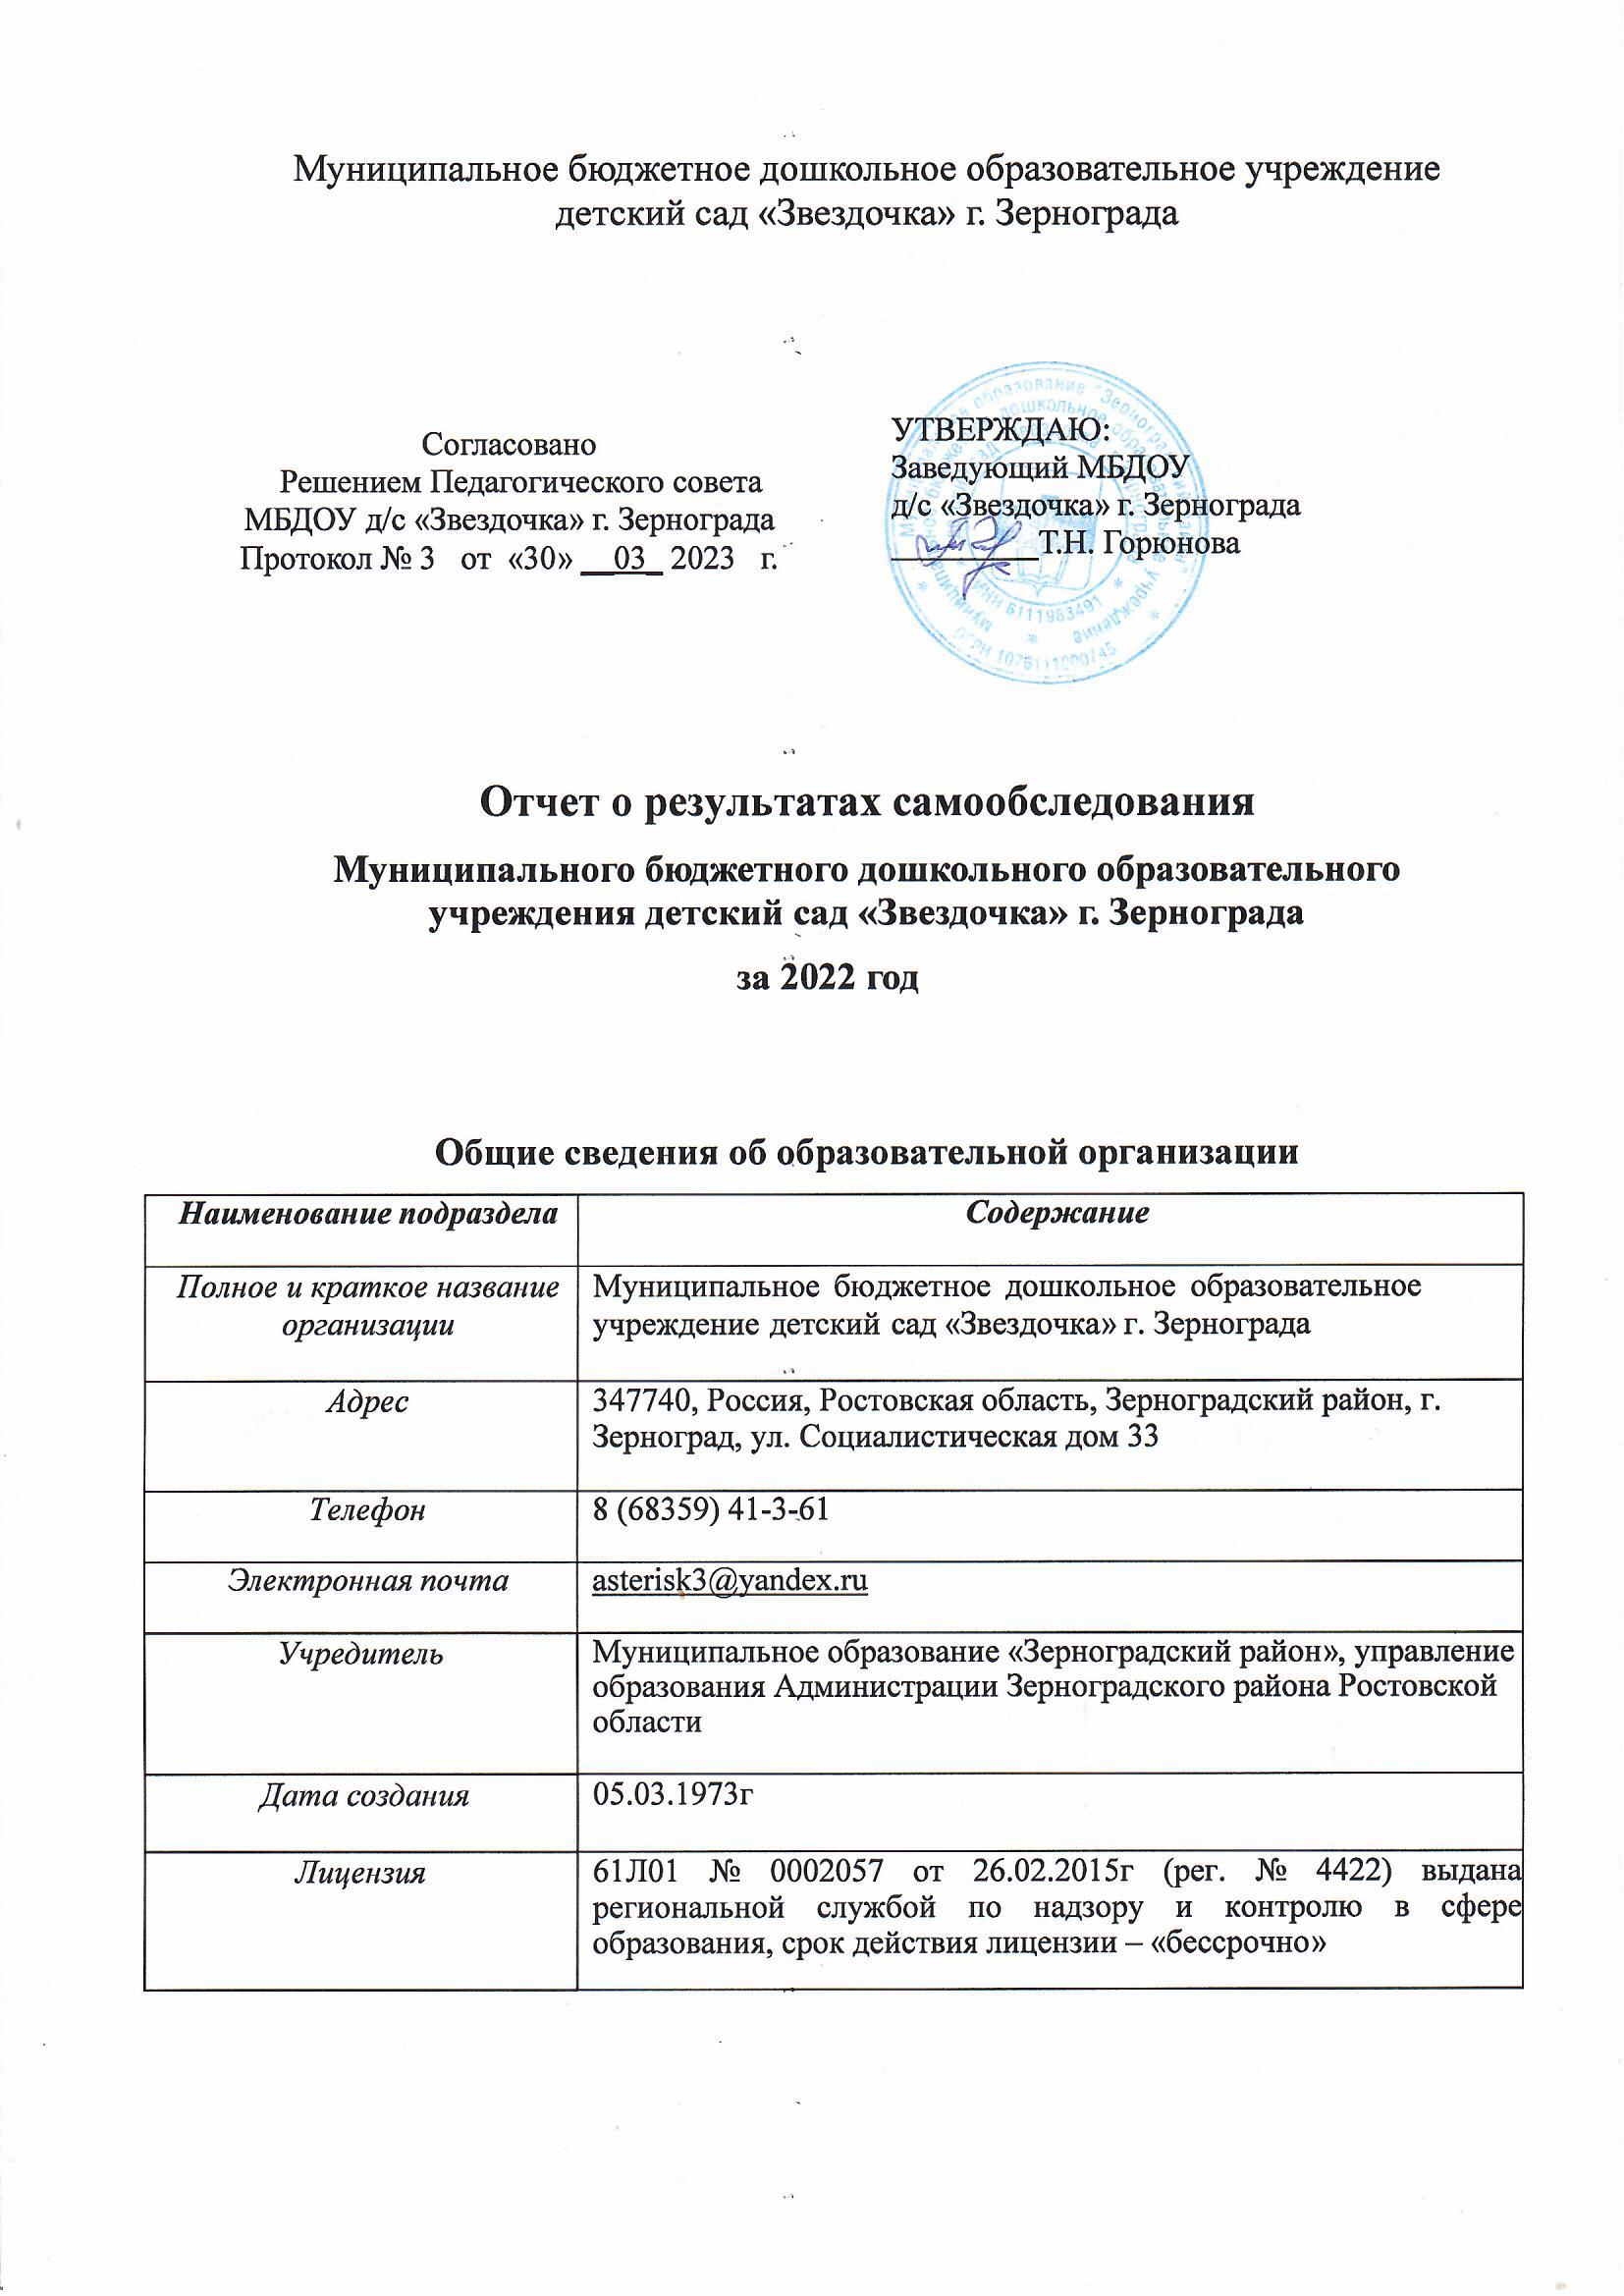 Муниципальное бюджетное дошкольное образовательное учреждение
детский сад «Звездочка» г. Зернограда
Согласовано
Решением Педагогического совета
МБДОУ д/с «Звездочка» г. Зернограда
Протокол № 3 от «30» __03_ 2023 г.
УТВЕРЖДАЮ:
Заведующий МБДОУ
д/с «Звездочка» г. Зернограда
_________Т.Н. Горюнова
ИНН 6111983491
ОГРН 1076111000745
Отчет о результатах самообследования
Муниципального бюджетного дошкольного образовательного
учреждения детский сад «Звездочка» г. Зернограда
за 2022 год
Общие сведения об образовательной организации
Наименование подраздела
Содержание
Полное и краткое название
организации
Муниципальное бюджетное дошкольное образовательное
учреждение детский сад «Звездочка» г. Зернограда
Адрес
347740, Россия, Ростовская область, Зерноградский район, г.
Зерноград, ул. Социалистическая дом 33
Телефон
8 (68359) 41-3-61
Электронная почта
asterisk3@yandex.ru
Учредитель
Муниципальное образование «Зерноградский район», управление
образования Администрации Зерноградского района Ростовской
области
Дата создания
05.03.1973г
Лицензия
61Л01 № 0002057 от 26.02.2015г (рег. № 4422) выдана
региональной службой по надзору и контролю в сфере
образования, срок действия лицензии – «бессрочно»